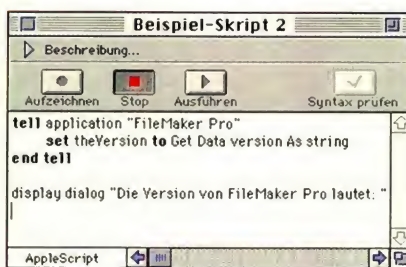 Beispiel-Skript 2
Beschreibung...
Aufzeichnen Stop Ausführen Syntax prüfen
tell application "FileMaker Pro"
set theVersion to Get Data version As string
end tell
display dialog "Die Version von FileMaker Pro lautet: "
AppleScript